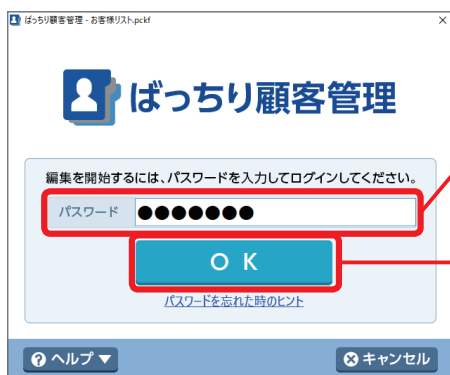 ばっちり顧客管理 - お客様リスト.pckf
ばっちり顧客管理
編集を開始するには、パスワードを入力してログインしてください。
パスワード ●●●●●●●
OK
パスワードを忘れた時のヒント
? ヘルプ▼
キャンセル